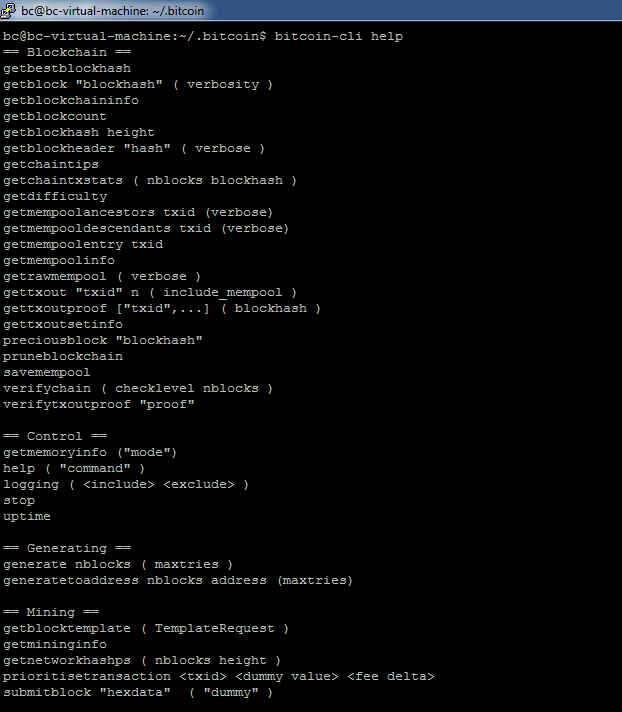 bc@bc-virtual-machine: ~/.bitcoin
bc@bc-virtual-machine:~/.bitcoin$ bitcoin-cli help
== Blockchain ==
getbestblockhash
getblock "blockhash" ( verbosity )
getblockchaininfo
getblockcount
getblockhash height
getblockheader "hash" ( verbose )
getchaintips
getchaintxstats ( nblocks blockhash )
getdifficulty
getmempoolancestors txid (verbose)
getmempooldescendants txid (verbose)
getmempoolentry txid
getmempoolinfo
getrawmempool ( verbose )
gettxout "txid" n ( include_mempool )
gettxoutproof ["txid",...] ( blockhash )
gettxoutsetinfo
preciousblock "blockhash"
pruneblockchain
savemempool
verifychain ( checklevel nblocks )
verifytxoutproof "proof"

== Control ==
getmemoryinfo ("mode")
help ( "command" )
logging ( <include> <exclude> )
stop
uptime

== Generating ==
generate nblocks ( maxtries )
generatetoaddress nblocks address (maxtries)

== Mining ==
getblocktemplate ( TemplateRequest )
getmininginfo
getnetworkhashps ( nblocks height )
prioritisetransaction <txid> <dummy value> <fee delta>
submitblock "hexdata"  ( "dummy" )